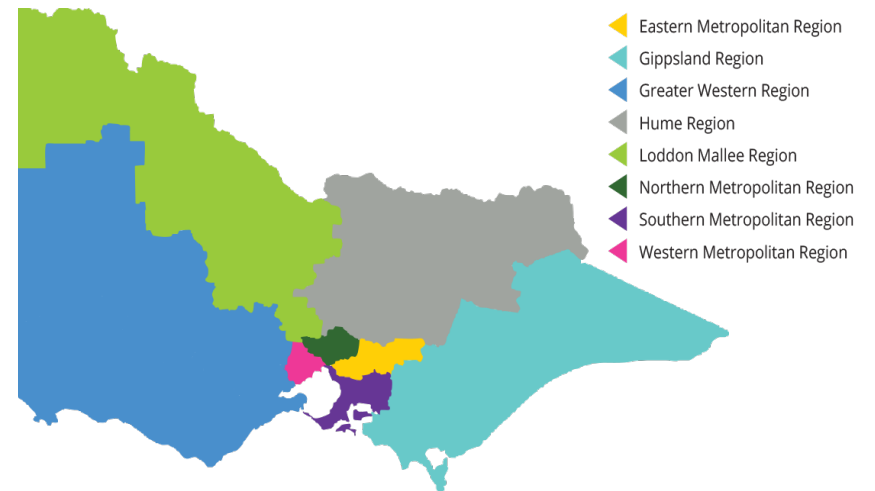 Eastern Metropolitan Region
Gippsland Region
Greater Western Region
Hume Region
Loddon Mallee Region
Northern Metropolitan Region
Southern Metropolitan Region
Western Metropolitan Region